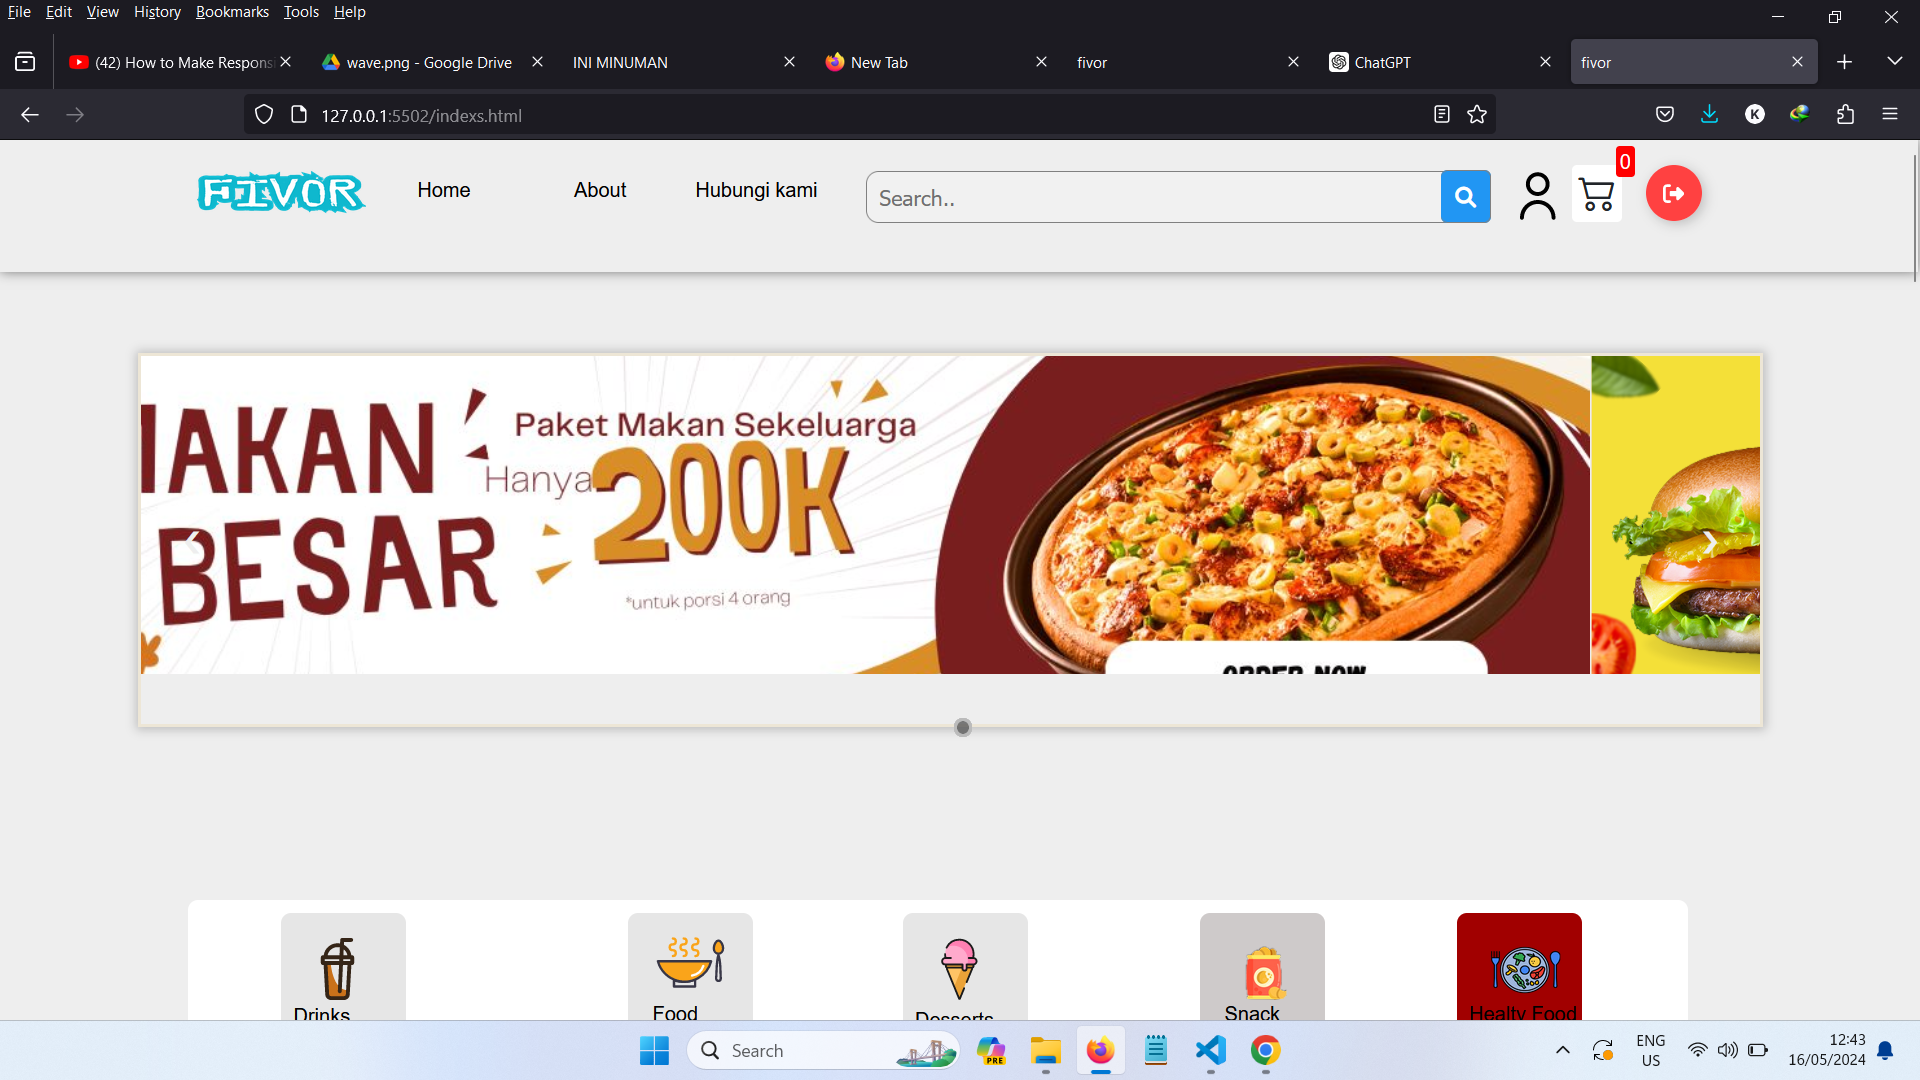 File Edit View History Bookmarks Tools Help
(42) How to Make Respons
wave.png - Google Drive
INI MINUMAN
New Tab
fivor
ChatGPT
fivor
127.0.0.1:5502/indexs.html
K
FIVOR
Home
About
Hubungi kami
Search..
0
MAKAN
BESAR
Paket Makan Sekeluarga
Hanya 200K
*untuk porsi 4 orang
ORDER NOW
Drinks
Food
Desserts
Snack
Healty Food
Search
PRE
ENG
US
12:43
16/05/2024